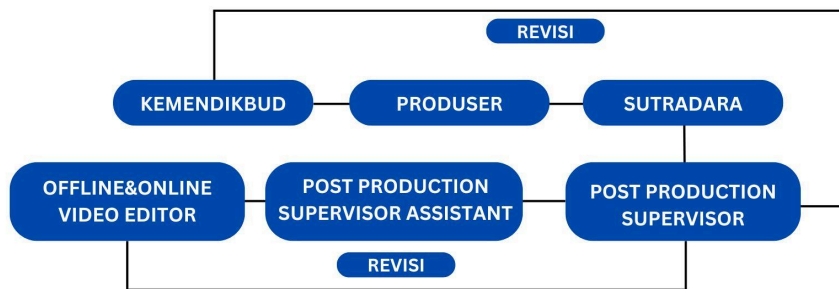 REVISI
KEMENDIKBUD
PRODUSER
SUTRADARA
OFFLINE&ONLINE
VIDEO EDITOR
POST PRODUCTION
SUPERVISOR ASSISTANT
POST PRODUCTION
SUPERVISOR
REVISI